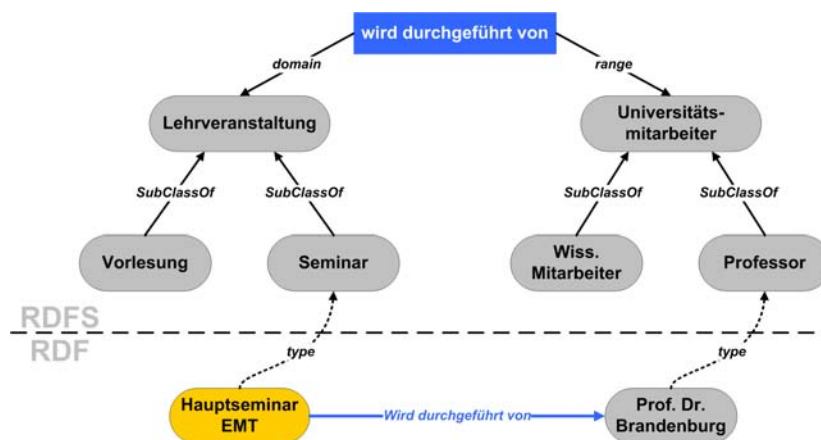 wird durchgeführt von
domain
range
Lehrveranstaltung
Universitäts-
mitarbeiter
SubClassOf
SubClassOf
SubClassOf
SubClassOf
Vorlesung
Seminar
Wiss.
Mitarbeiter
Professor
RDFS
RDF
type
type
Hauptseminar
EMT
Wird durchgeführt von
Prof. Dr.
Brandenburg